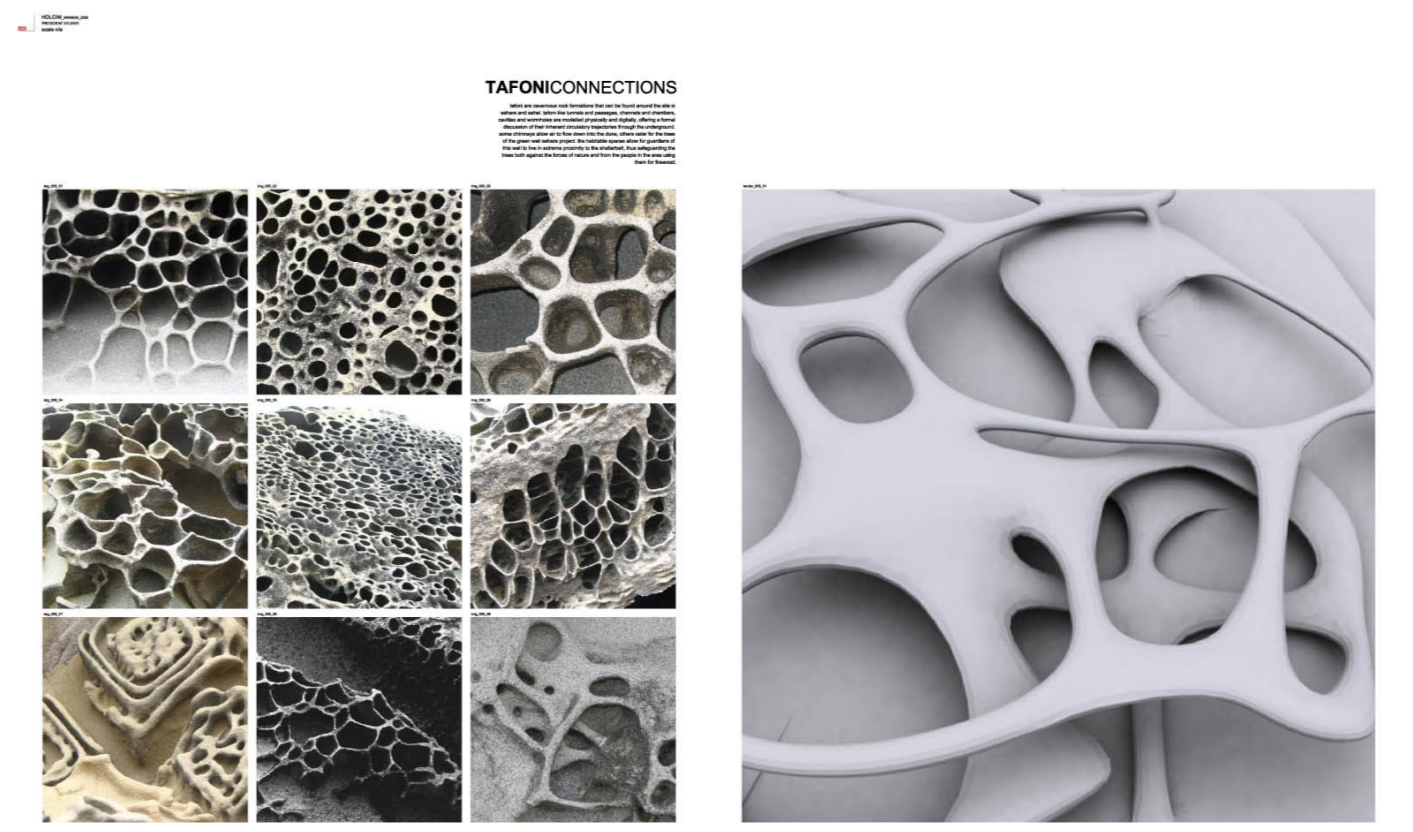 HOLCIM_awards_2008
PRECEDENT STUDIES
scale n/a
TAFONICONNECTIONS
tafoni are cavernous rock formations that can be found around the site in
sahara and sahel. tafoni-like tunnels and passages, channels and chambers,
cavities and wormholes are modelled physically and digitally, offering a formal
discussion of their inherent circulatory trajectories through the underground.
some chimneys allow air to flow down into the dune, others cater for the trees
of the green wall sahara project. the habitable spaces allow for guardians of
this wall to live in extreme proximity to the shelterbelt, thus safeguarding the
trees both against the forces of nature and from the people in the area using
them for firewood.